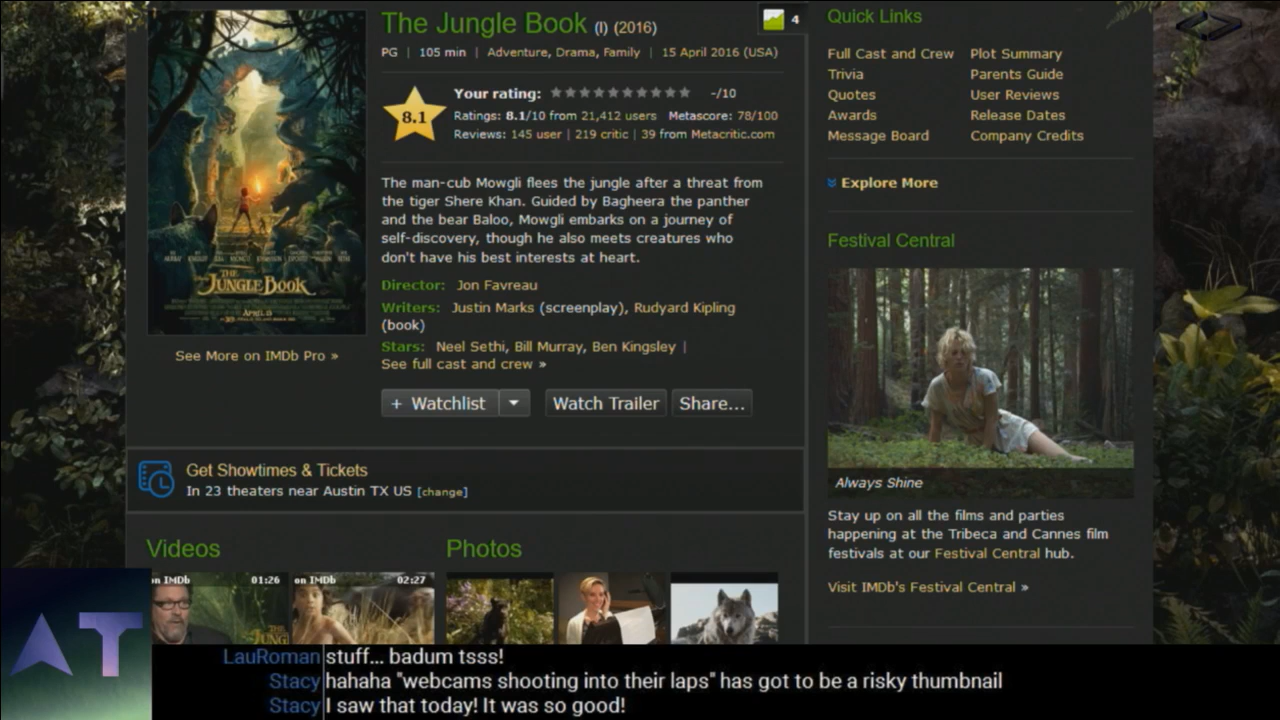 The Jungle Book (I) (2016)
4
PG | 105 min | Adventure, Drama, Family | 15 April 2016 (USA)
Your rating: -/10
8.1
Ratings: 8.1/10 from 21,412 users Metascore: 78/100
Reviews: 145 user | 219 critic | 39 from Metacritic.com
The man-cub Mowgli flees the jungle after a threat from
the tiger Shere Khan. Guided by Bagheera the panther
and the bear Baloo, Mowgli embarks on a journey of
self-discovery, though he also meets creatures who
don't have his best interests at heart.
Director: Jon Favreau
Writers: Justin Marks (screenplay), Rudyard Kipling
(book)
Stars: Neel Sethi, Bill Murray, Ben Kingsley |
See full cast and crew »
THE
JUNGLE BOOK
APRIL 15
See More on IMDb Pro »
+ Watchlist
Watch Trailer
Share...
Get Showtimes & Tickets
In 23 theaters near Austin TX US [change]
Videos
on IMDb 01:26
on IMDb 02:27
Photos
Quick Links
Full Cast and Crew Plot Summary
Trivia Parents Guide
Quotes User Reviews
Awards Release Dates
Message Board Company Credits
Explore More
Festival Central
Always Shine
Stay up on all the films and parties
happening at the Tribeca and Cannes film
festivals at our Festival Central hub.
Visit IMDb's Festival Central »
AT
LauRoman stuff... badum tsss!
Stacy hahaha "webcams shooting into their laps" has got to be a risky thumbnail
Stacy I saw that today! It was so good!